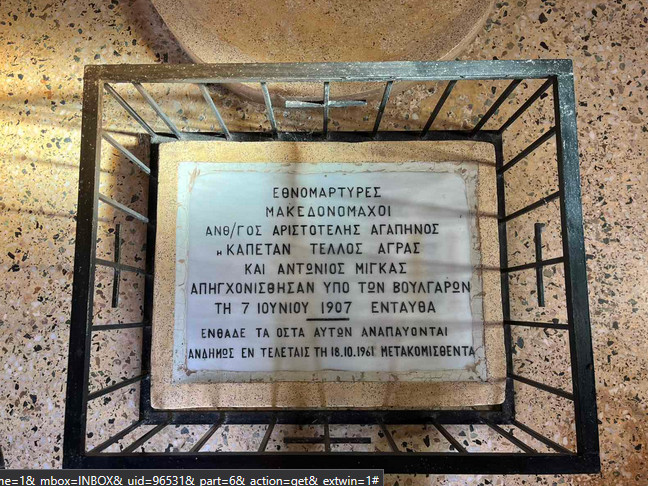 ΕΘΝΟΜΑΡΤΥΡΕΣ
ΜΑΚΕΔΟΝΟΜΑΧΟΙ
ΑΝΘ/ΓΟΣ ΑΡΙΣΤΟΤΕΛΗΣ ΑΓΑΠΗΝΟΣ
Η ΚΑΠΕΤΑΝ ΤΕΛΛΟΣ ΑΓΡΑΣ
ΚΑΙ ΑΝΤΩΝΙΟΣ ΜΙΓΚΑΣ
ΑΠΗΓΧΟΝΙΣΘΗΣΑΝ ΥΠΟ ΤΩΝ ΒΟΥΛΓΑΡΩΝ
ΤΗ 7 ΙΟΥΝΙΟΥ 1907 ΕΝΤΑΥΘΑ
ΕΝΘΑΔΕ ΤΑ ΟΣΤΑ ΑΥΤΩΝ ΑΝΑΠΑΥΟΝΤΑΙ
ΠΑΝΔΗΜΩΣ ΕΝ ΤΕΛΕΤΑΙΣ ΤΗ 18.10.1961 ΜΕΤΑΚΟΜΙΣΘΕΝΤΑ
me=1& mbox=INBOX& uid=96531& part=6& action=get& extwin=1#